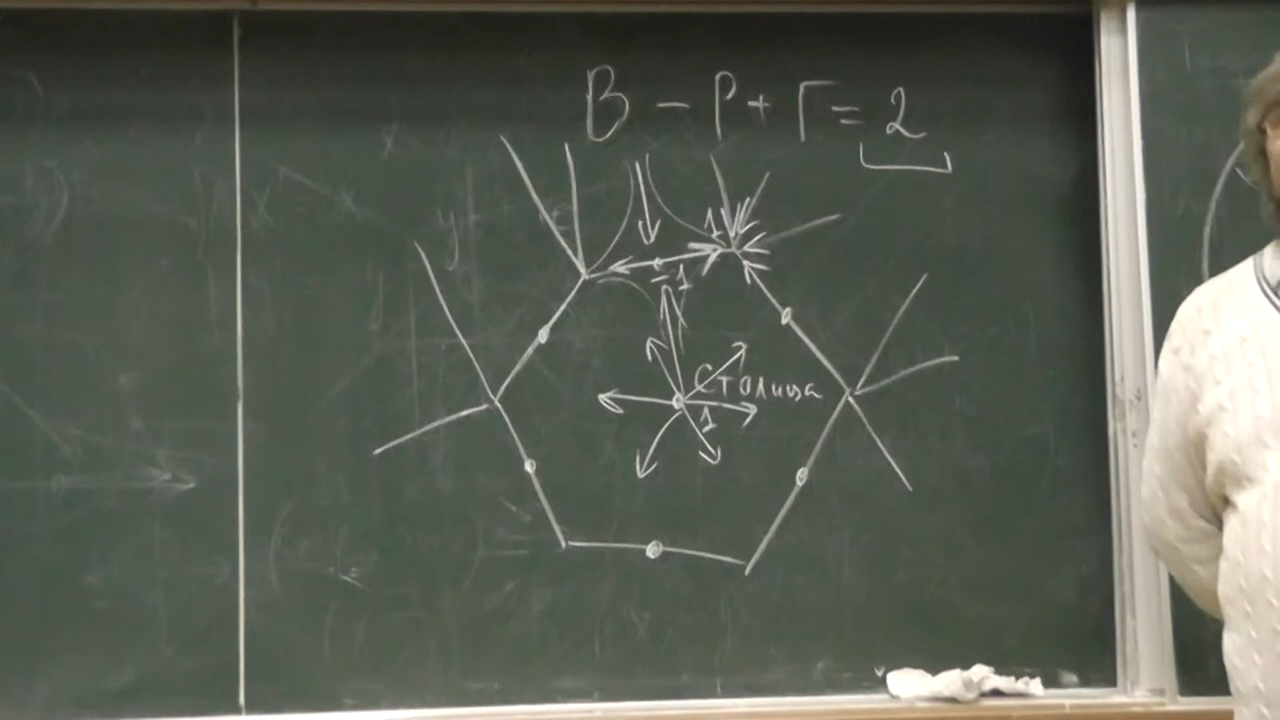 В - Р + Г = 2
1
-1
Столица
1